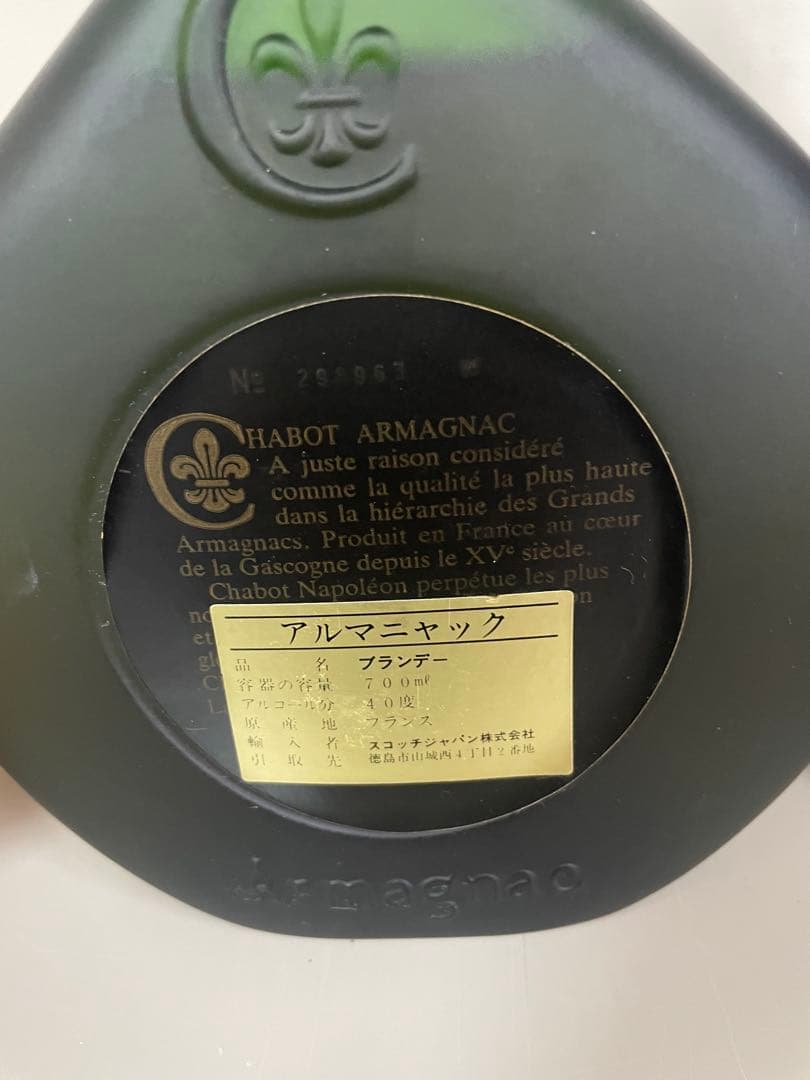 No
CHABOT ARMAGNAC
A juste raison considéré
comme la qualité la plus haute
dans la hiérarchie des Grands
Armagnacs. Produit en France au cœur
de la Gascogne depuis le XVe siècle.
Chabot Napoléon perpétue les plus
et
アルマニャック
品名 ブランデー
容器の容量 700ml
アルコール分 40度
原産地 フランス
輸入者 スコッチジャパン株式会社
引取先 徳島市山城西4丁目2番地
Armagnac